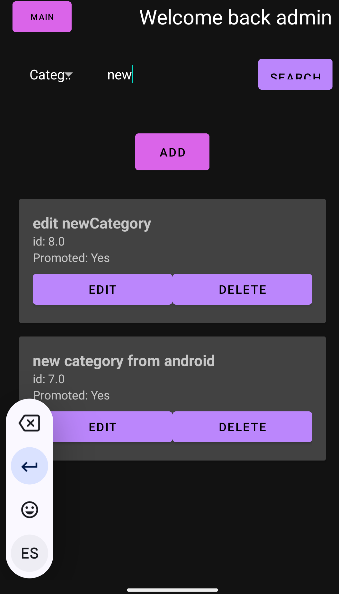 MAIN
Welcome back admin
Categ..
new
SEARCH
ADD
edit newCategory
id: 8.0
Promoted: Yes
EDIT
DELETE
new category from android
id: 7.0
Promoted: Yes
EDIT
DELETE
ES